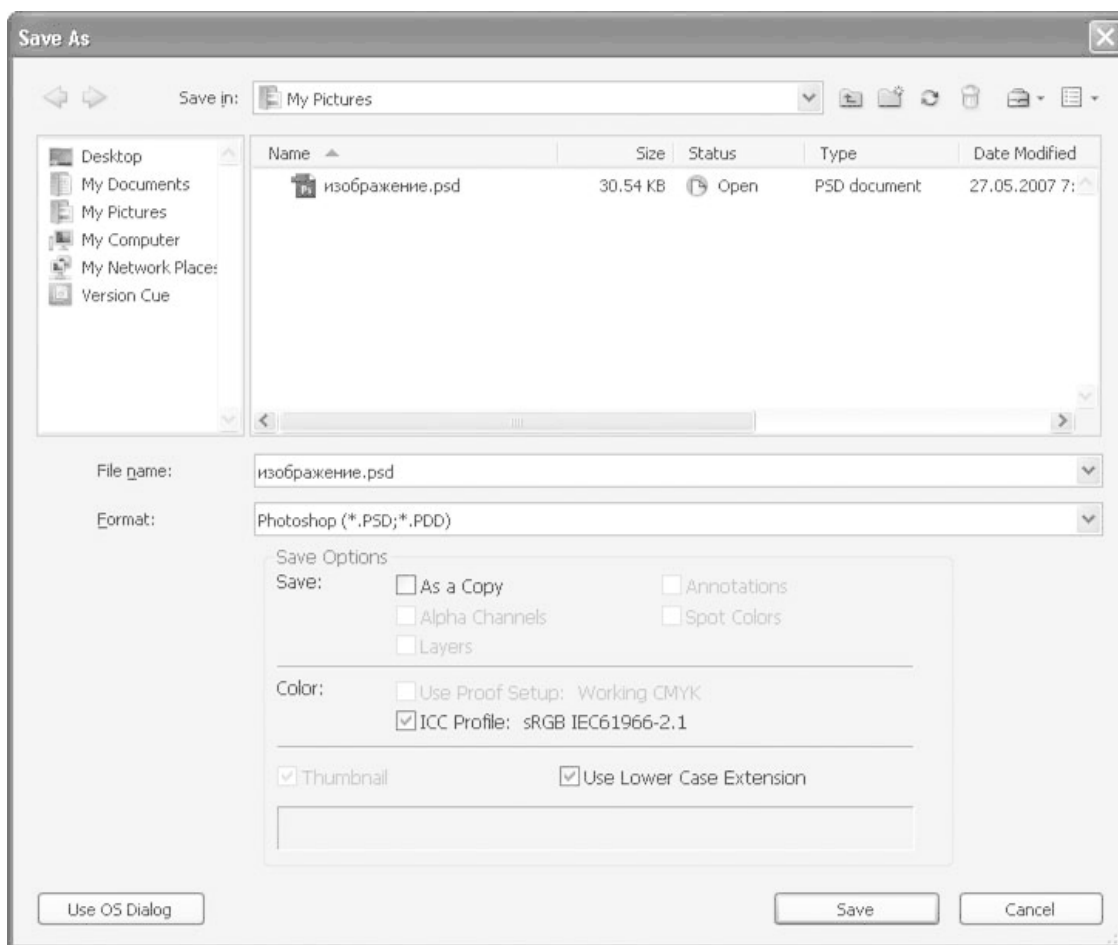 Save As
Save in: My Pictures
Desktop
My Documents
My Pictures
My Computer
My Network Places
Version Cue
Name Size Status Type Date Modified
изображение.psd 30.54 KB Open PSD document 27.05.2007 7:
File name: изображение.psd
Format: Photoshop (*.PSD;*.PDD)
Save Options
Save: As a Copy Annotations
Alpha Channels Spot Colors
Layers
Color: Use Proof Setup: Working CMYK
ICC Profile: sRGB IEC61966-2.1
Thumbnail Use Lower Case Extension
Use OS Dialog Save Cancel